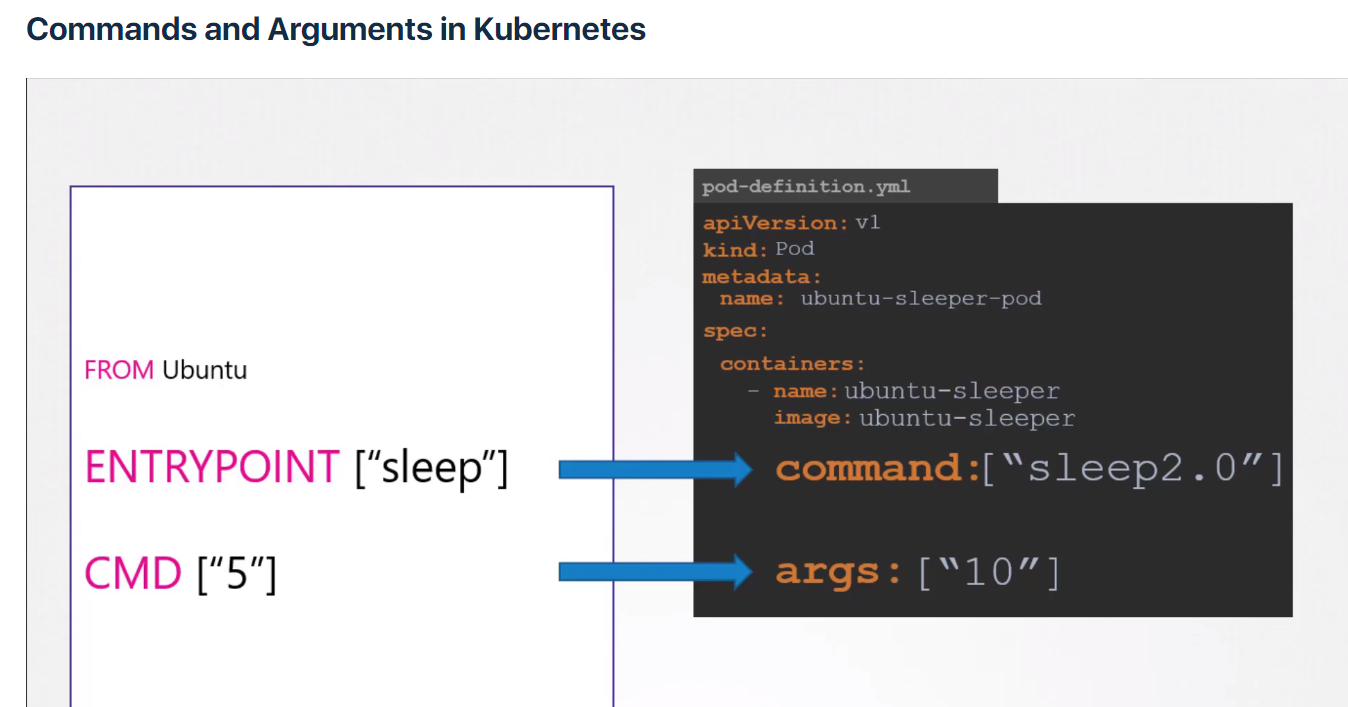 Commands and Arguments in Kubernetes
FROM Ubuntu
ENTRYPOINT [“sleep”]
CMD [“5”]
pod-definition.yml
apiVersion: v1
kind: Pod
metadata:
name: ubuntu-sleeper-pod
spec:
containers:
- name: ubuntu-sleeper
image: ubuntu-sleeper
command:[“sleep2.0”]
args: [“10”]